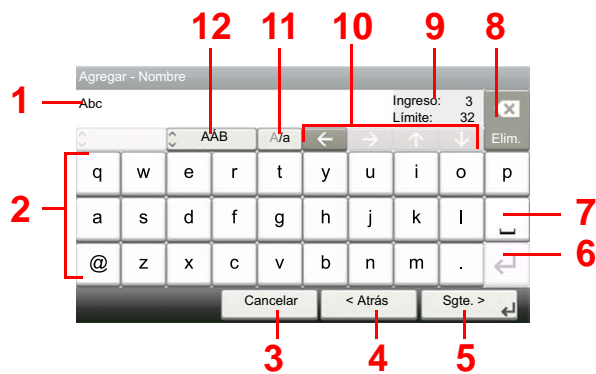 12 11 10 9 8
Agregar - Nombre
1 Abc Ingreso: 3
Límite: 32
AÁB A/a ← → ↑ ↓ Elim.
2
q w e r t y u i o p
a s d f g h j k l 7
@ z x c v b n m . 6
Cancelar < Atrás Sgte. >
3 4 5